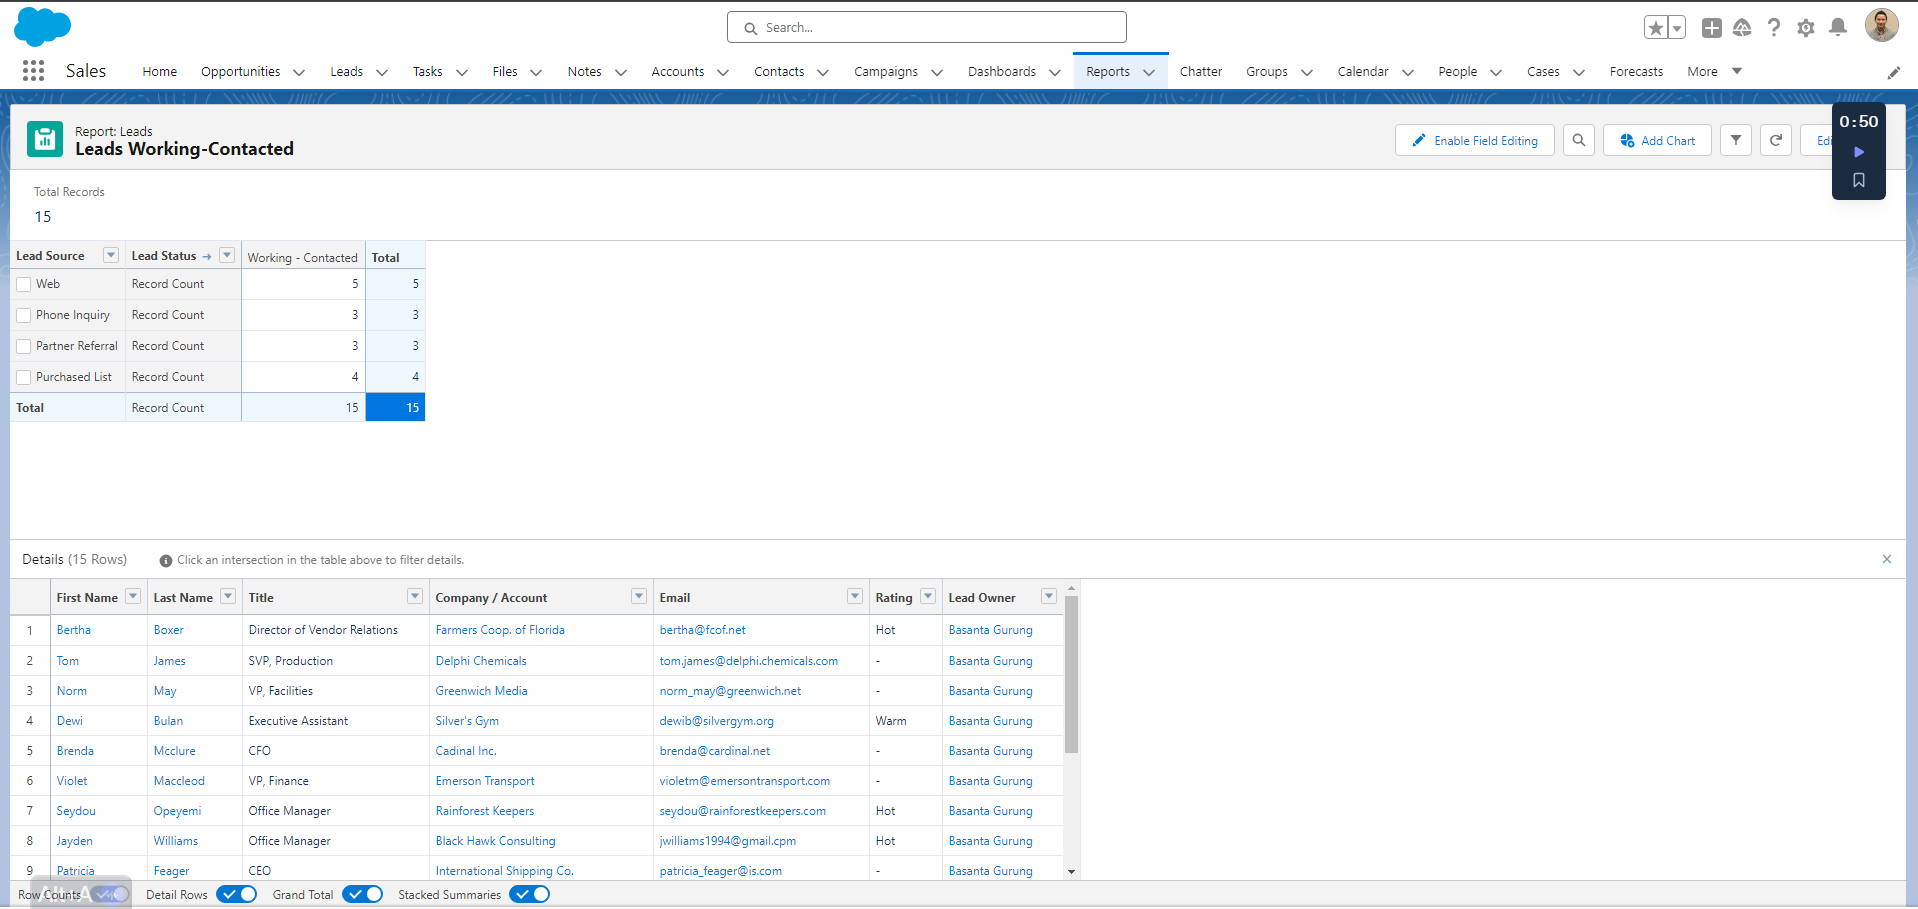 Search...
Sales Home Opportunities Leads Tasks Files Notes Accounts Contacts Campaigns Dashboards Reports Chatter Groups Calendar People Cases Forecasts More
Report: Leads
Leads Working-Contacted
Enable Field Editing Add Chart Edi
0:50
Total Records
15
Lead Source Lead Status → Working - Contacted Total
Web Record Count 5 5
Phone Inquiry Record Count 3 3
Partner Referral Record Count 3 3
Purchased List Record Count 4 4
Total Record Count 15 15
Details (15 Rows) Click an intersection in the table above to filter details.
First Name Last Name Title Company / Account Email Rating Lead Owner
1 Bertha Boxer Director of Vendor Relations Farmers Coop. of Florida bertha@fcof.net Hot Basanta Gurung
2 Tom James SVP, Production Delphi Chemicals tom.james@delphi.chemicals.com - Basanta Gurung
3 Norm May VP, Facilities Greenwich Media norm_may@greenwich.net - Basanta Gurung
4 Dewi Bulan Executive Assistant Silver's Gym dewib@silvergym.org Warm Basanta Gurung
5 Brenda Mcclure CFO Cadinal Inc. brenda@cardinal.net - Basanta Gurung
6 Violet Maccleod VP, Finance Emerson Transport violetm@emersontransport.com - Basanta Gurung
7 Seydou Opeyemi Office Manager Rainforest Keepers seydou@rainforestkeepers.com Hot Basanta Gurung
8 Jayden Williams Office Manager Black Hawk Consulting jwilliams1994@gmail.cpm Hot Basanta Gurung
9 Patricia Feager CEO International Shipping Co. patricia_feager@is.com - Basanta Gurung
Row Counts Detail Rows Grand Total Stacked Summaries